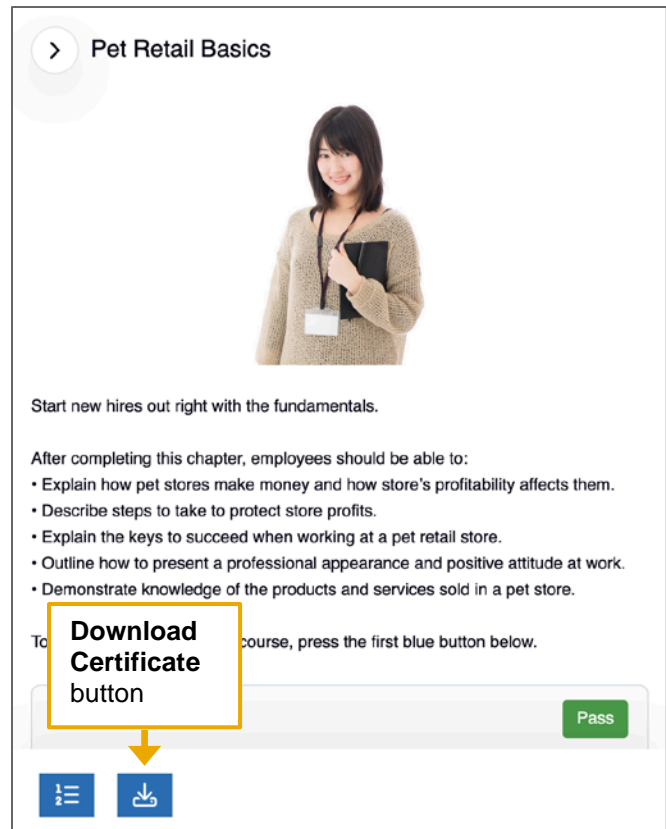 Pet Retail Basics
Start new hires out right with the fundamentals.
After completing this chapter, employees should be able to:
• Explain how pet stores make money and how store’s profitability affects them.
• Describe steps to take to protect store profits.
• Explain the keys to succeed when working at a pet retail store.
• Outline how to present a professional appearance and positive attitude at work.
• Demonstrate knowledge of the products and services sold in a pet store.
To course, press the first blue button below.
Download
Certificate
button
Pass
1
2